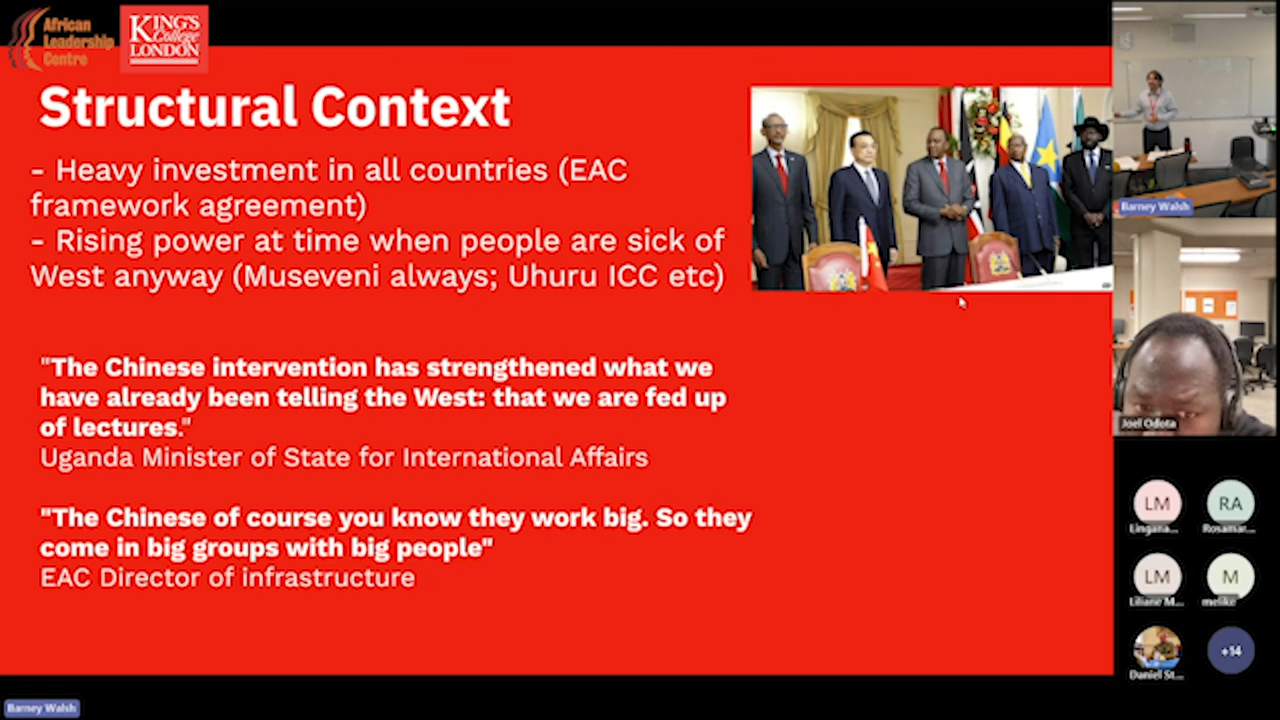 African
Leadership
Centre
KING'S
College
LONDON
Structural Context
- Heavy investment in all countries (EAC
framework agreement)
- Rising power at time when people are sick of
West anyway (Museveni always; Uhuru ICC etc)
"The Chinese intervention has strengthened what we
have already been telling the West: that we are fed up
of lectures."
Uganda Minister of State for International Affairs
"The Chinese of course you know they work big. So they
come in big groups with big people"
EAC Director of infrastructure
Barney Walsh
Joel Odota
LM
RA
Lingana...
Rosamar...
LM
M
Liliane M...
melike
Daniel St...
+14
Barney Walsh